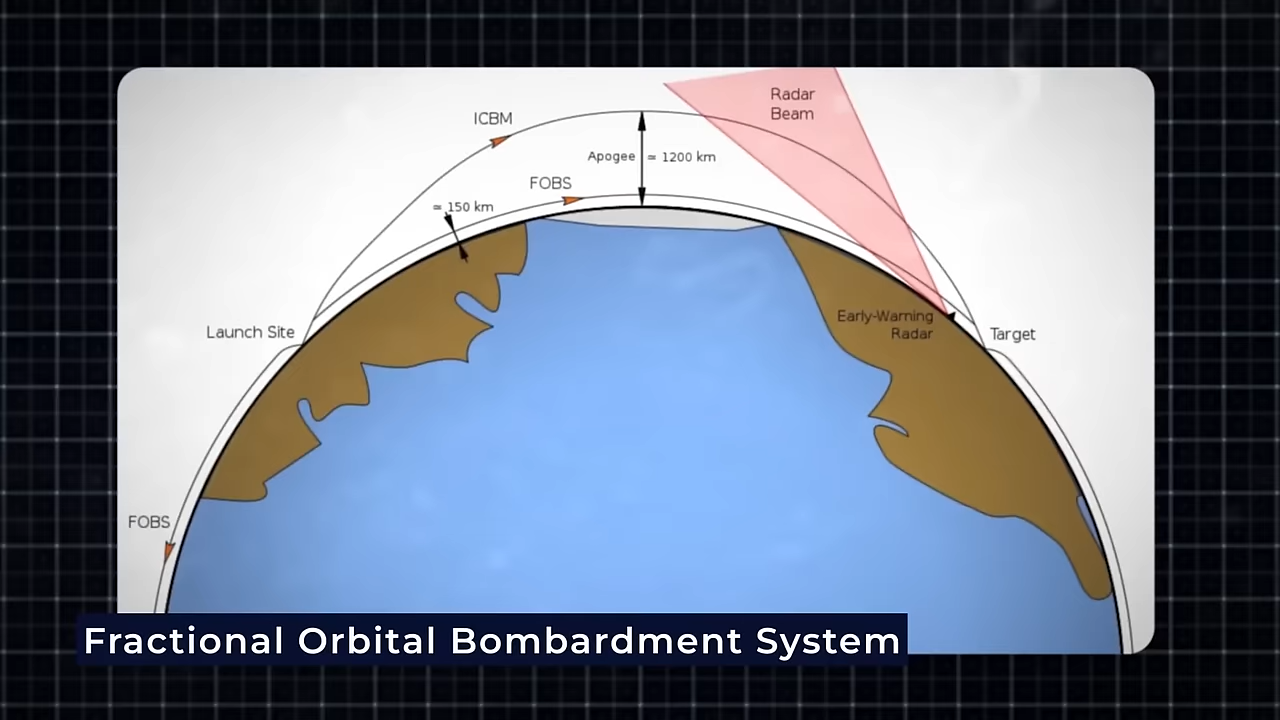 Radar
Beam
ICBM
Apogee ≃ 1200 km
FOBS
≃ 150 km
Early-Warning
Radar
Launch Site
Target
FOBS
Fractional Orbital Bombardment System